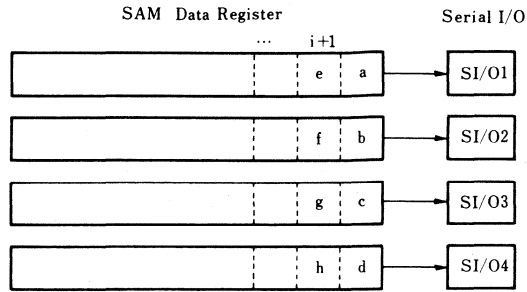 SAM Data Register Serial I/O
... i+1
e a SI/O1
f b SI/O2
g c SI/O3
h d SI/O4